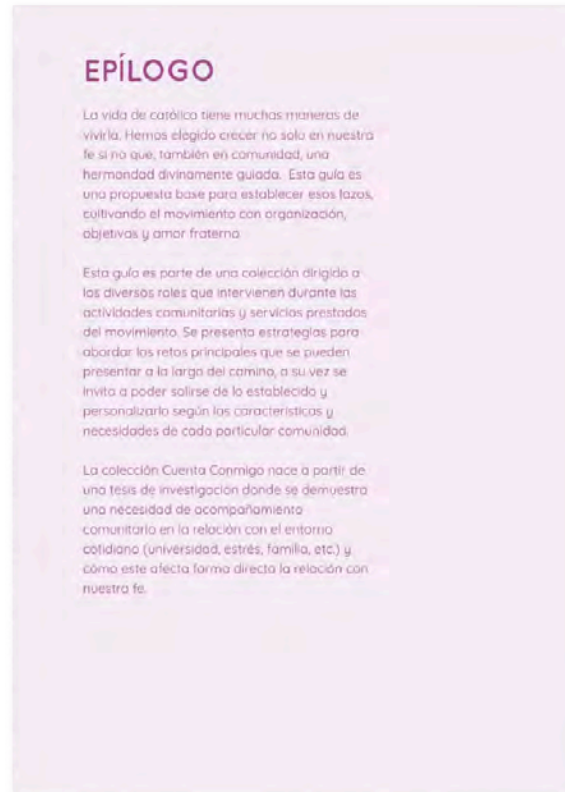 EPÍLOGO
La vida de católico tiene muchas maneras de
vivirla. Hemos elegido crecer no solo en nuestra
fe si no que, también en comunidad, una
hermandad divinamente guiada. Esta guía es
una propuesta base para establecer esos lazos,
cultivando el movimiento con organización,
objetivos y amor fraterno.
Esta guía es parte de una colección dirigido a
los diversos roles que intervienen durante las
actividades comunitarias y servicios prestados
del movimiento. Se presenta estrategias para
abordar los retos principales que se pueden
presentar a lo largo del camino, a su vez se
invita a poder salirse de lo establecido y
personalizarlo según las características y
necesidades de cada particular comunidad.
La colección Cuenta Conmigo nace a partir de
una tesis de investigación donde se demuestra
una necesidad de acompañamiento
comunitario en la relación con el entorno
cotidiano (universidad, estrés, familia, etc.) y
cómo este afecta forma directa la relación con
nuestra fe.